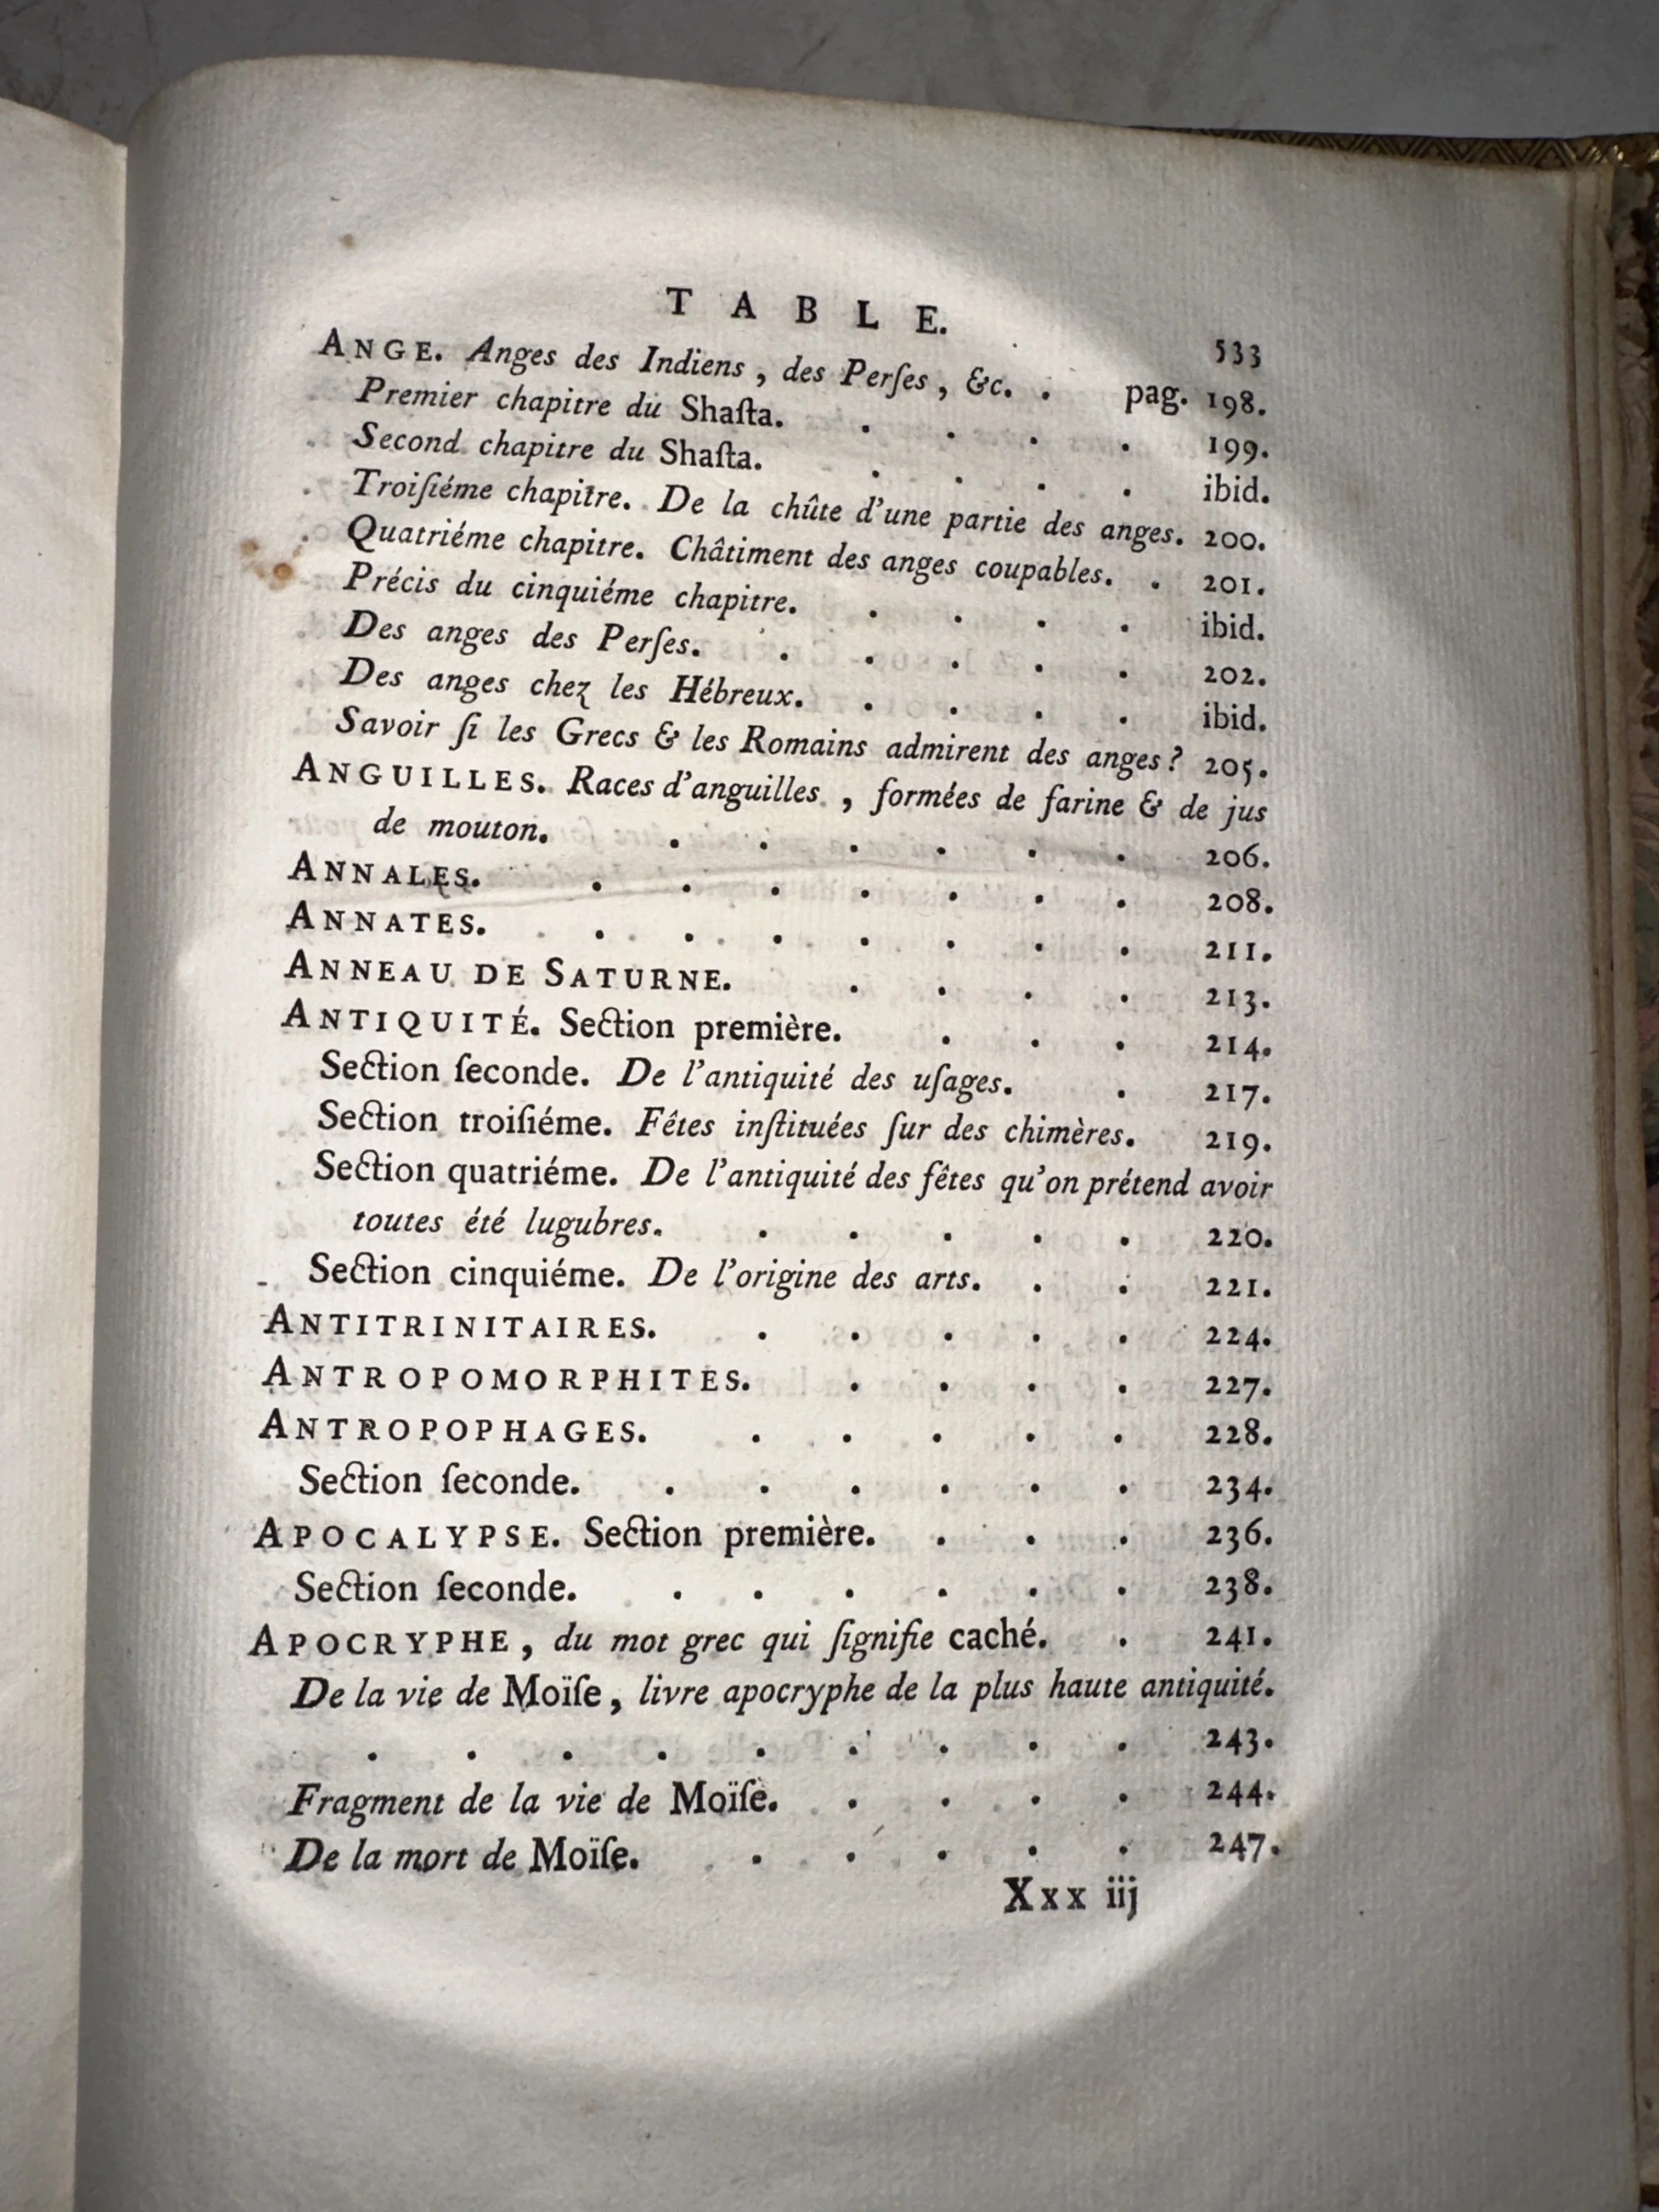 TABLE.
533
ANGE. Anges des Indiens, des Perſes, &c. . pag. 198.
Premier chapitre du Shaſta. . . . . 199.
Second chapitre du Shaſta. . . . . ibid.
Troiſiéme chapitre. De la chûte d'une partie des anges. 200.
Quatriéme chapitre. Châtiment des anges coupables. . 201.
Précis du cinquiéme chapitre. . . . . ibid.
Des anges des Perſes. . . . . . 202.
Des anges chez les Hébreux. . . . . ibid.
Savoir ſi les Grecs & les Romains admirent des anges? 205.
ANGUILLES. Races d'anguilles, formées de farine & de jus
de mouton. . . . . . . 206.
ANNALES. . . . . . . . 208.
ANNATES. . . . . . . . 211.
ANNEAU DE SATURNE. . . . . 213.
ANTIQUITÉ. Section première. . . . 214.
Section ſeconde. De l'antiquité des uſages. . 217.
Section troiſiéme. Fêtes inſtituées ſur des chimères. 219.
Section quatriéme. De l'antiquité des fêtes qu'on prétend avoir
toutes été lugubres. . . . . . 220.
Section cinquiéme. De l'origine des arts. . . 221.
ANTITRINITAIRES. . . . . . 224.
ANTROPOMORPHITES. . . . . 227.
ANTROPOPHAGES. . . . . . 228.
Section ſeconde. . . . . . . 234.
APOCALYPSE. Section première. . . . 236.
Section ſeconde. . . . . . . 238.
APOCRYPHE, du mot grec qui ſignifie caché. . 241.
De la vie de Moïſe, livre apocryphe de la plus haute antiquité.
. . . . . . . . . 243.
Fragment de la vie de Moïſe. . . . . 244.
De la mort de Moïſe. . . . . . 247.
Xxx iij